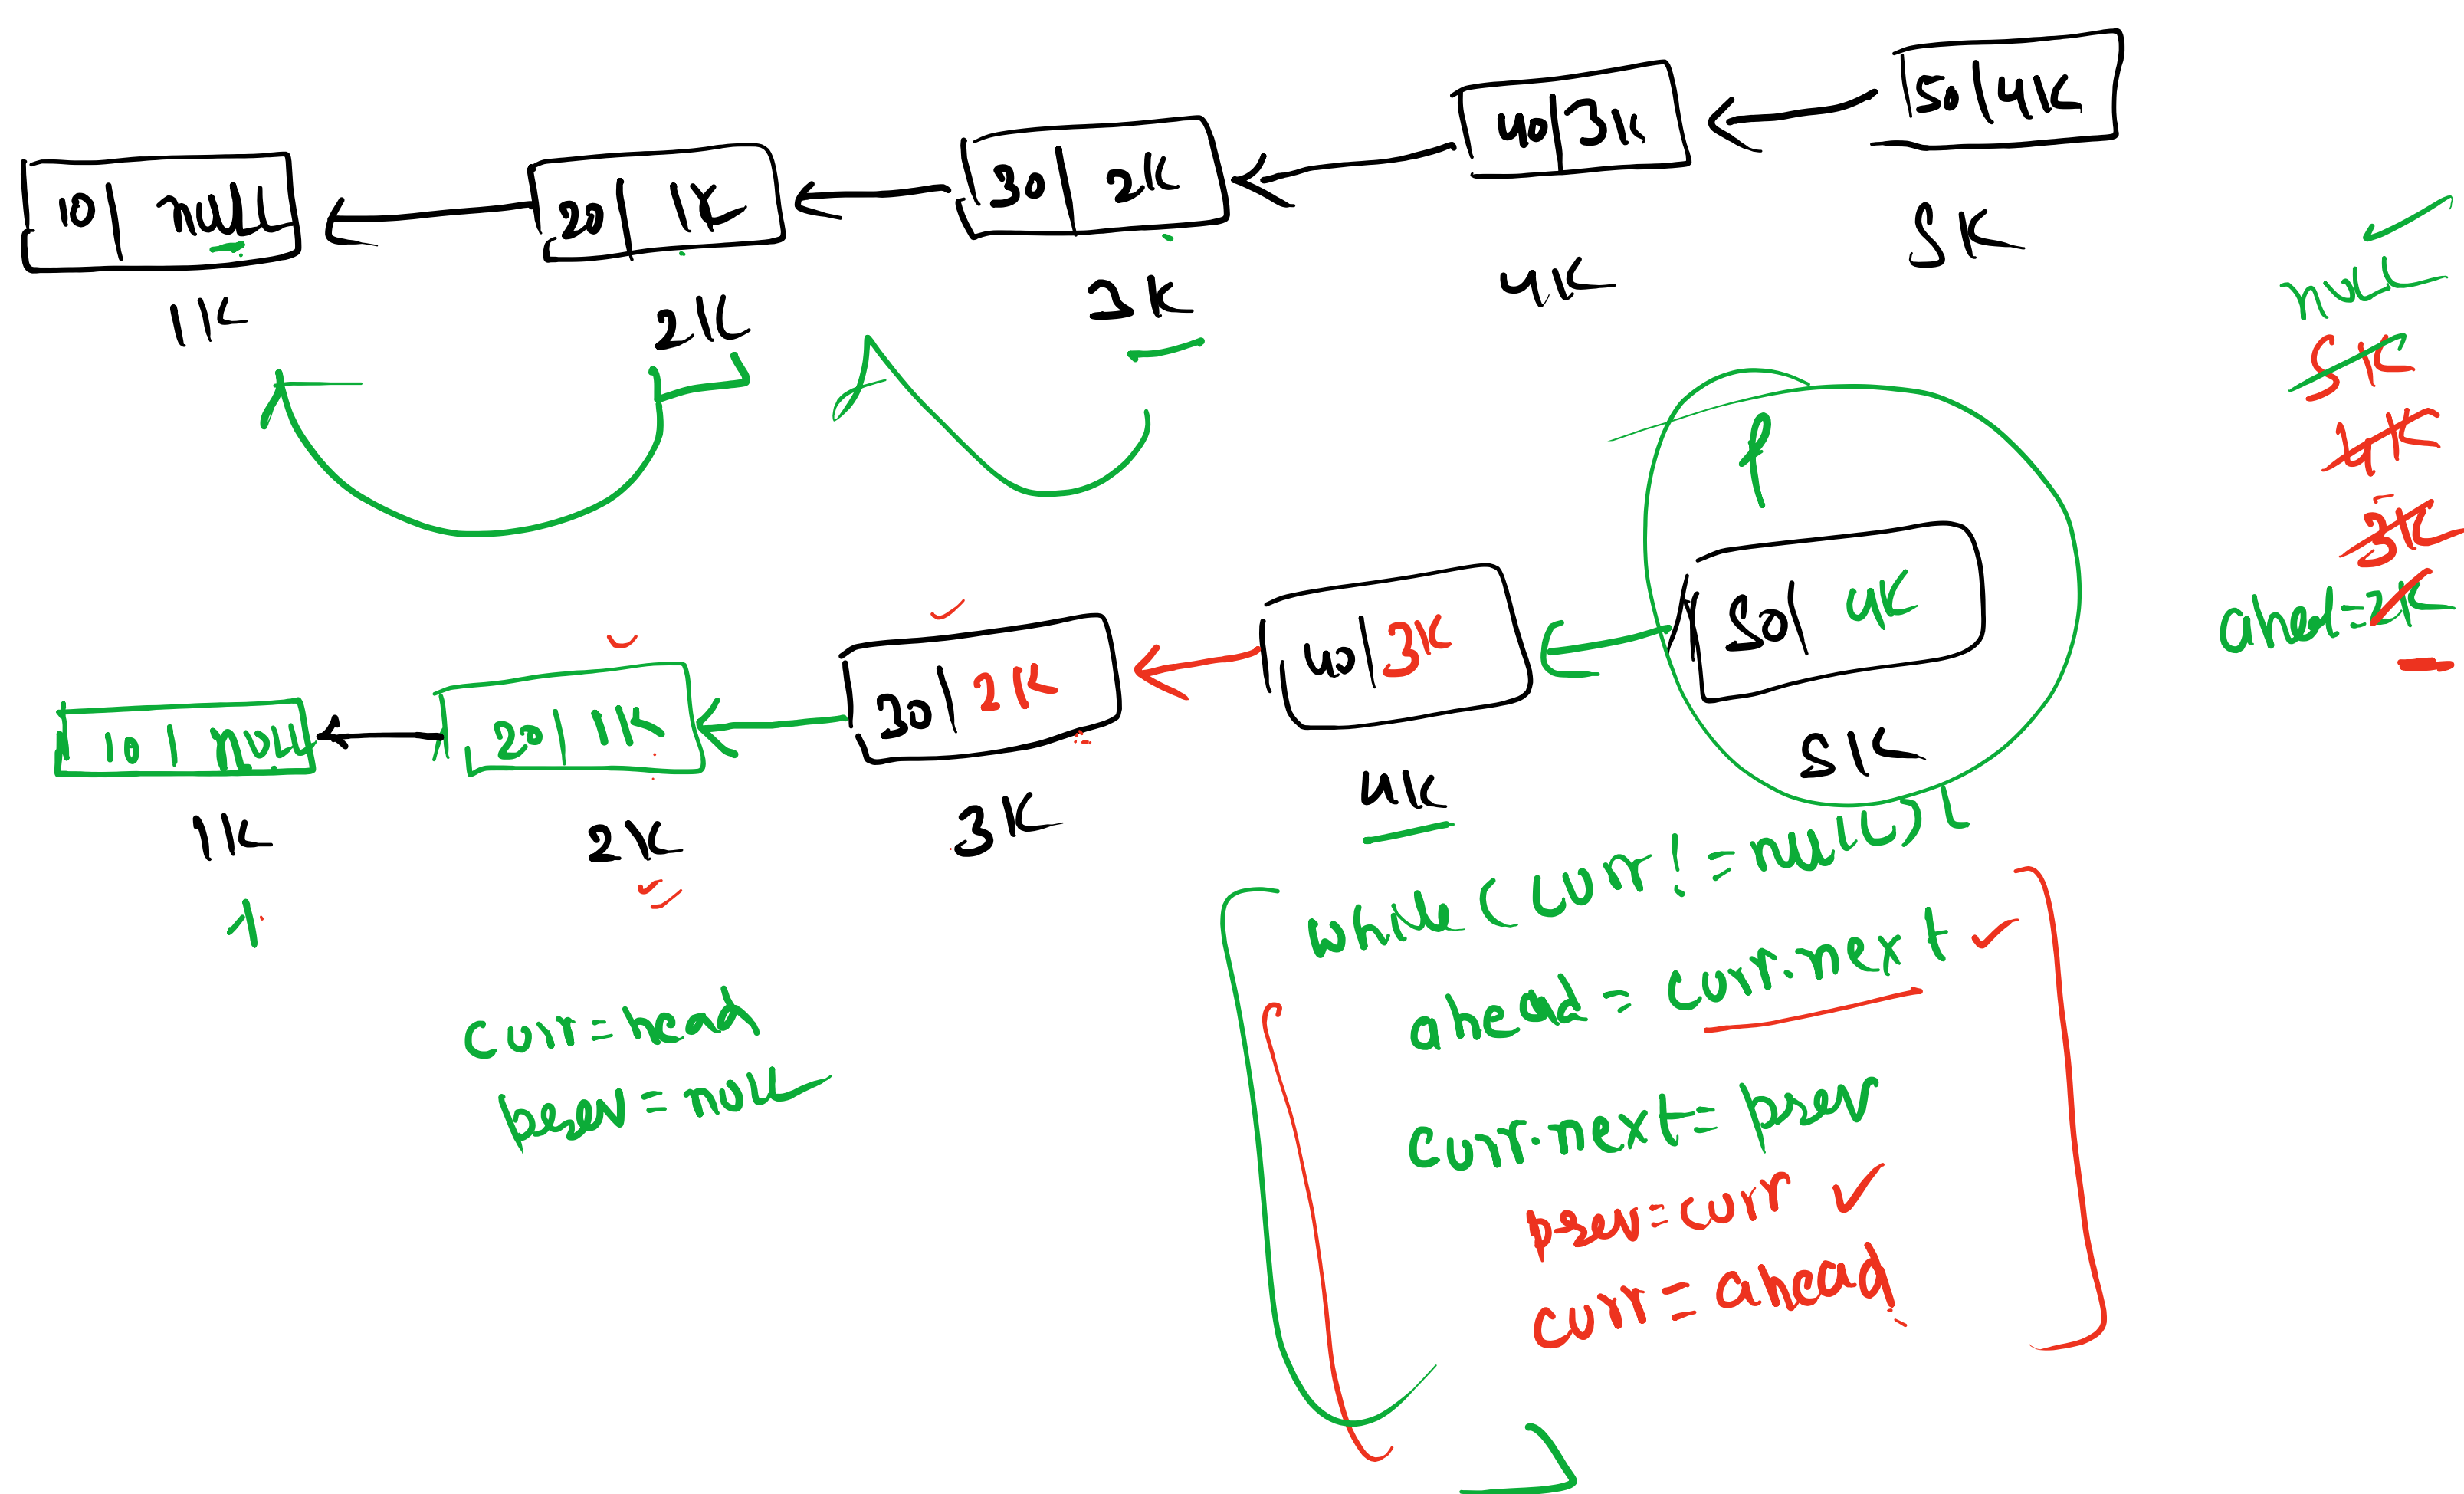 10 | null
20 | 1K
30 | 2K
40 | 3K
50 | 4K
1K
2K
3K
4K
5K
null
5K
4K
3K
ahead = 2K
p
10 | null
20 | 1K
30 | 2K
40 | 3K
50 | 4K
1K
2K
3K
4K
5K
curr = head
prev = null
while (curr != null) {
ahead = curr.next
curr.next = prev
prev = curr
curr = ahead
}